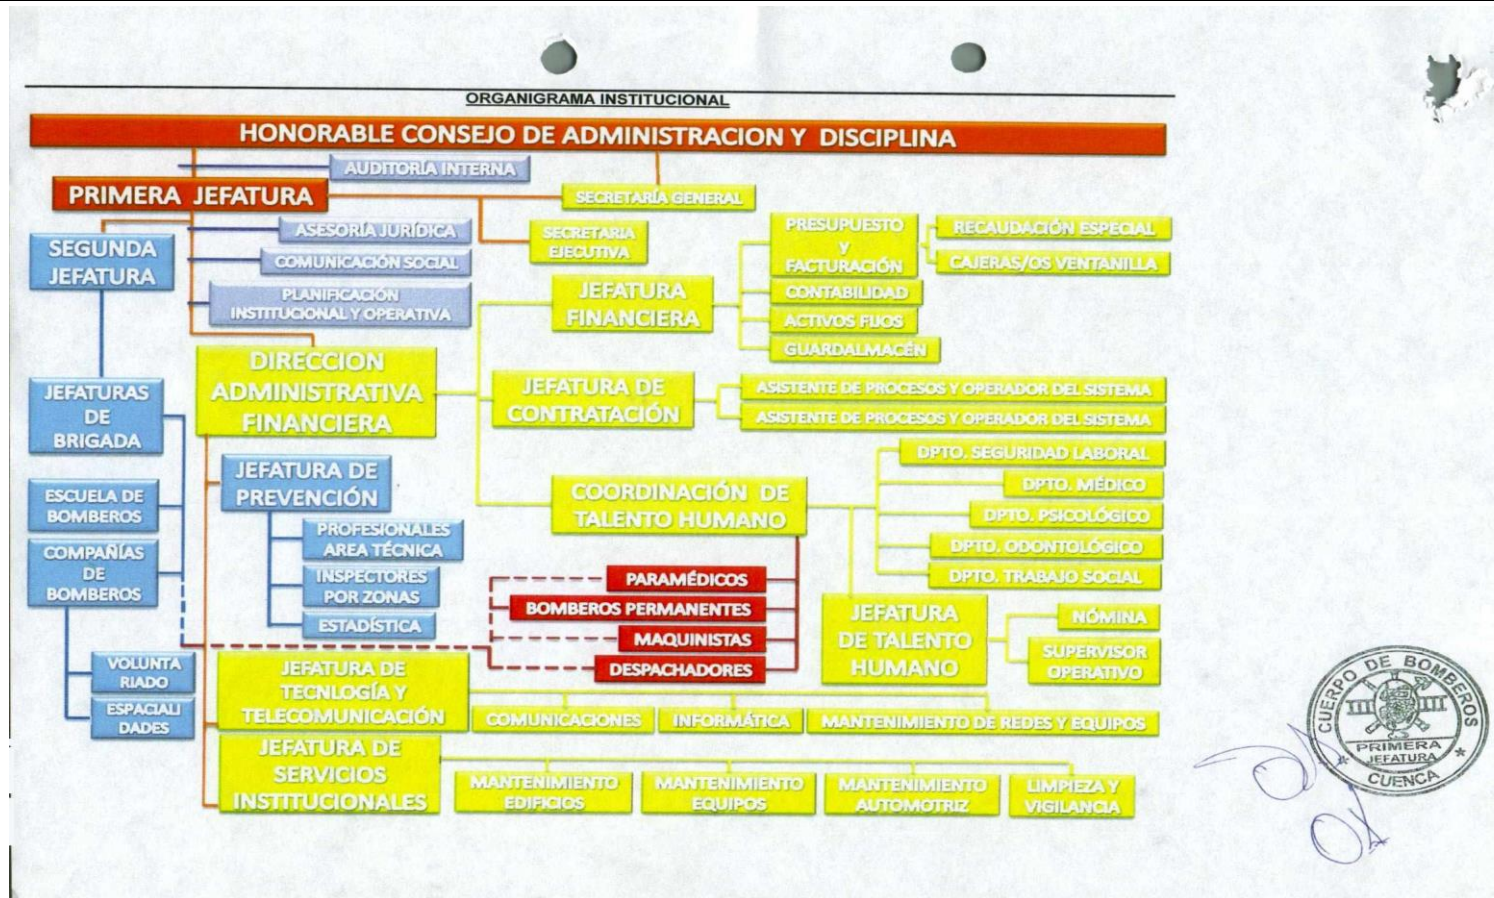 ORGANIGRAMA INSTITUCIONAL
HONORABLE CONSEJO DE ADMINISTRACION Y DISCIPLINA
AUDITORÍA INTERNA
PRIMERA JEFATURA
SECRETARÍA GENERAL
ASESORÍA JURÍDICA
SECRETARIA
EJECUTIVA
COMUNICACIÓN SOCIAL
PLANIFICACIÓN
INSTITUCIONAL Y OPERATIVA
SEGUNDA
JEFATURA
PRESUPUESTO
y
FACTURACIÓN
RECAUDACIÓN ESPECIAL
CAJERAS/OS VENTANILLA
JEFATURA
FINANCIERA
CONTABILIDAD
ACTIVOS FIJOS
GUARDALMACÉN
DIRECCION
ADMINISTRATIVA
FINANCIERA
JEFATURA DE
CONTRATACIÓN
ASISTENTE DE PROCESOS Y OPERADOR DEL SISTEMA
ASISTENTE DE PROCESOS Y OPERADOR DEL SISTEMA
JEFATURAS
DE
BRIGADA
JEFATURA DE
PREVENCIÓN
COORDINACIÓN DE
TALENTO HUMANO
DPTO. SEGURIDAD LABORAL
DPTO. MÉDICO
DPTO. PSICOLÓGICO
DPTO. ODONTOLÓGICO
DPTO. TRABAJO SOCIAL
ESCUELA DE
BOMBEROS
COMPAÑÍAS
DE
BOMBEROS
PROFESIONALES
AREA TÉCNICA
INSPECTORES
POR ZONAS
ESTADÍSTICA
PARAMÉDICOS
BOMBEROS PERMANENTES
MAQUINISTAS
DESPACHADORES
JEFATURA
DE TALENTO
HUMANO
NÓMINA
SUPERVISOR
OPERATIVO
VOLUNTA
RIADO
ESPACIALI
DADES
JEFATURA DE
TECNLOGÍA Y
TELECOMUNICACIÓN
COMUNICACIONES
INFORMÁTICA
MANTENIMIENTO DE REDES Y EQUIPOS
JEFATURA DE
SERVICIOS
INSTITUCIONALES
MANTENIMIENTO
EDIFICIOS
MANTENIMIENTO
EQUIPOS
MANTENIMIENTO
AUTOMOTRIZ
LIMPIEZA Y
VIGILANCIA
CUERPO DE BOMBEROS
PRIMERA
JEFATURA
CUENCA